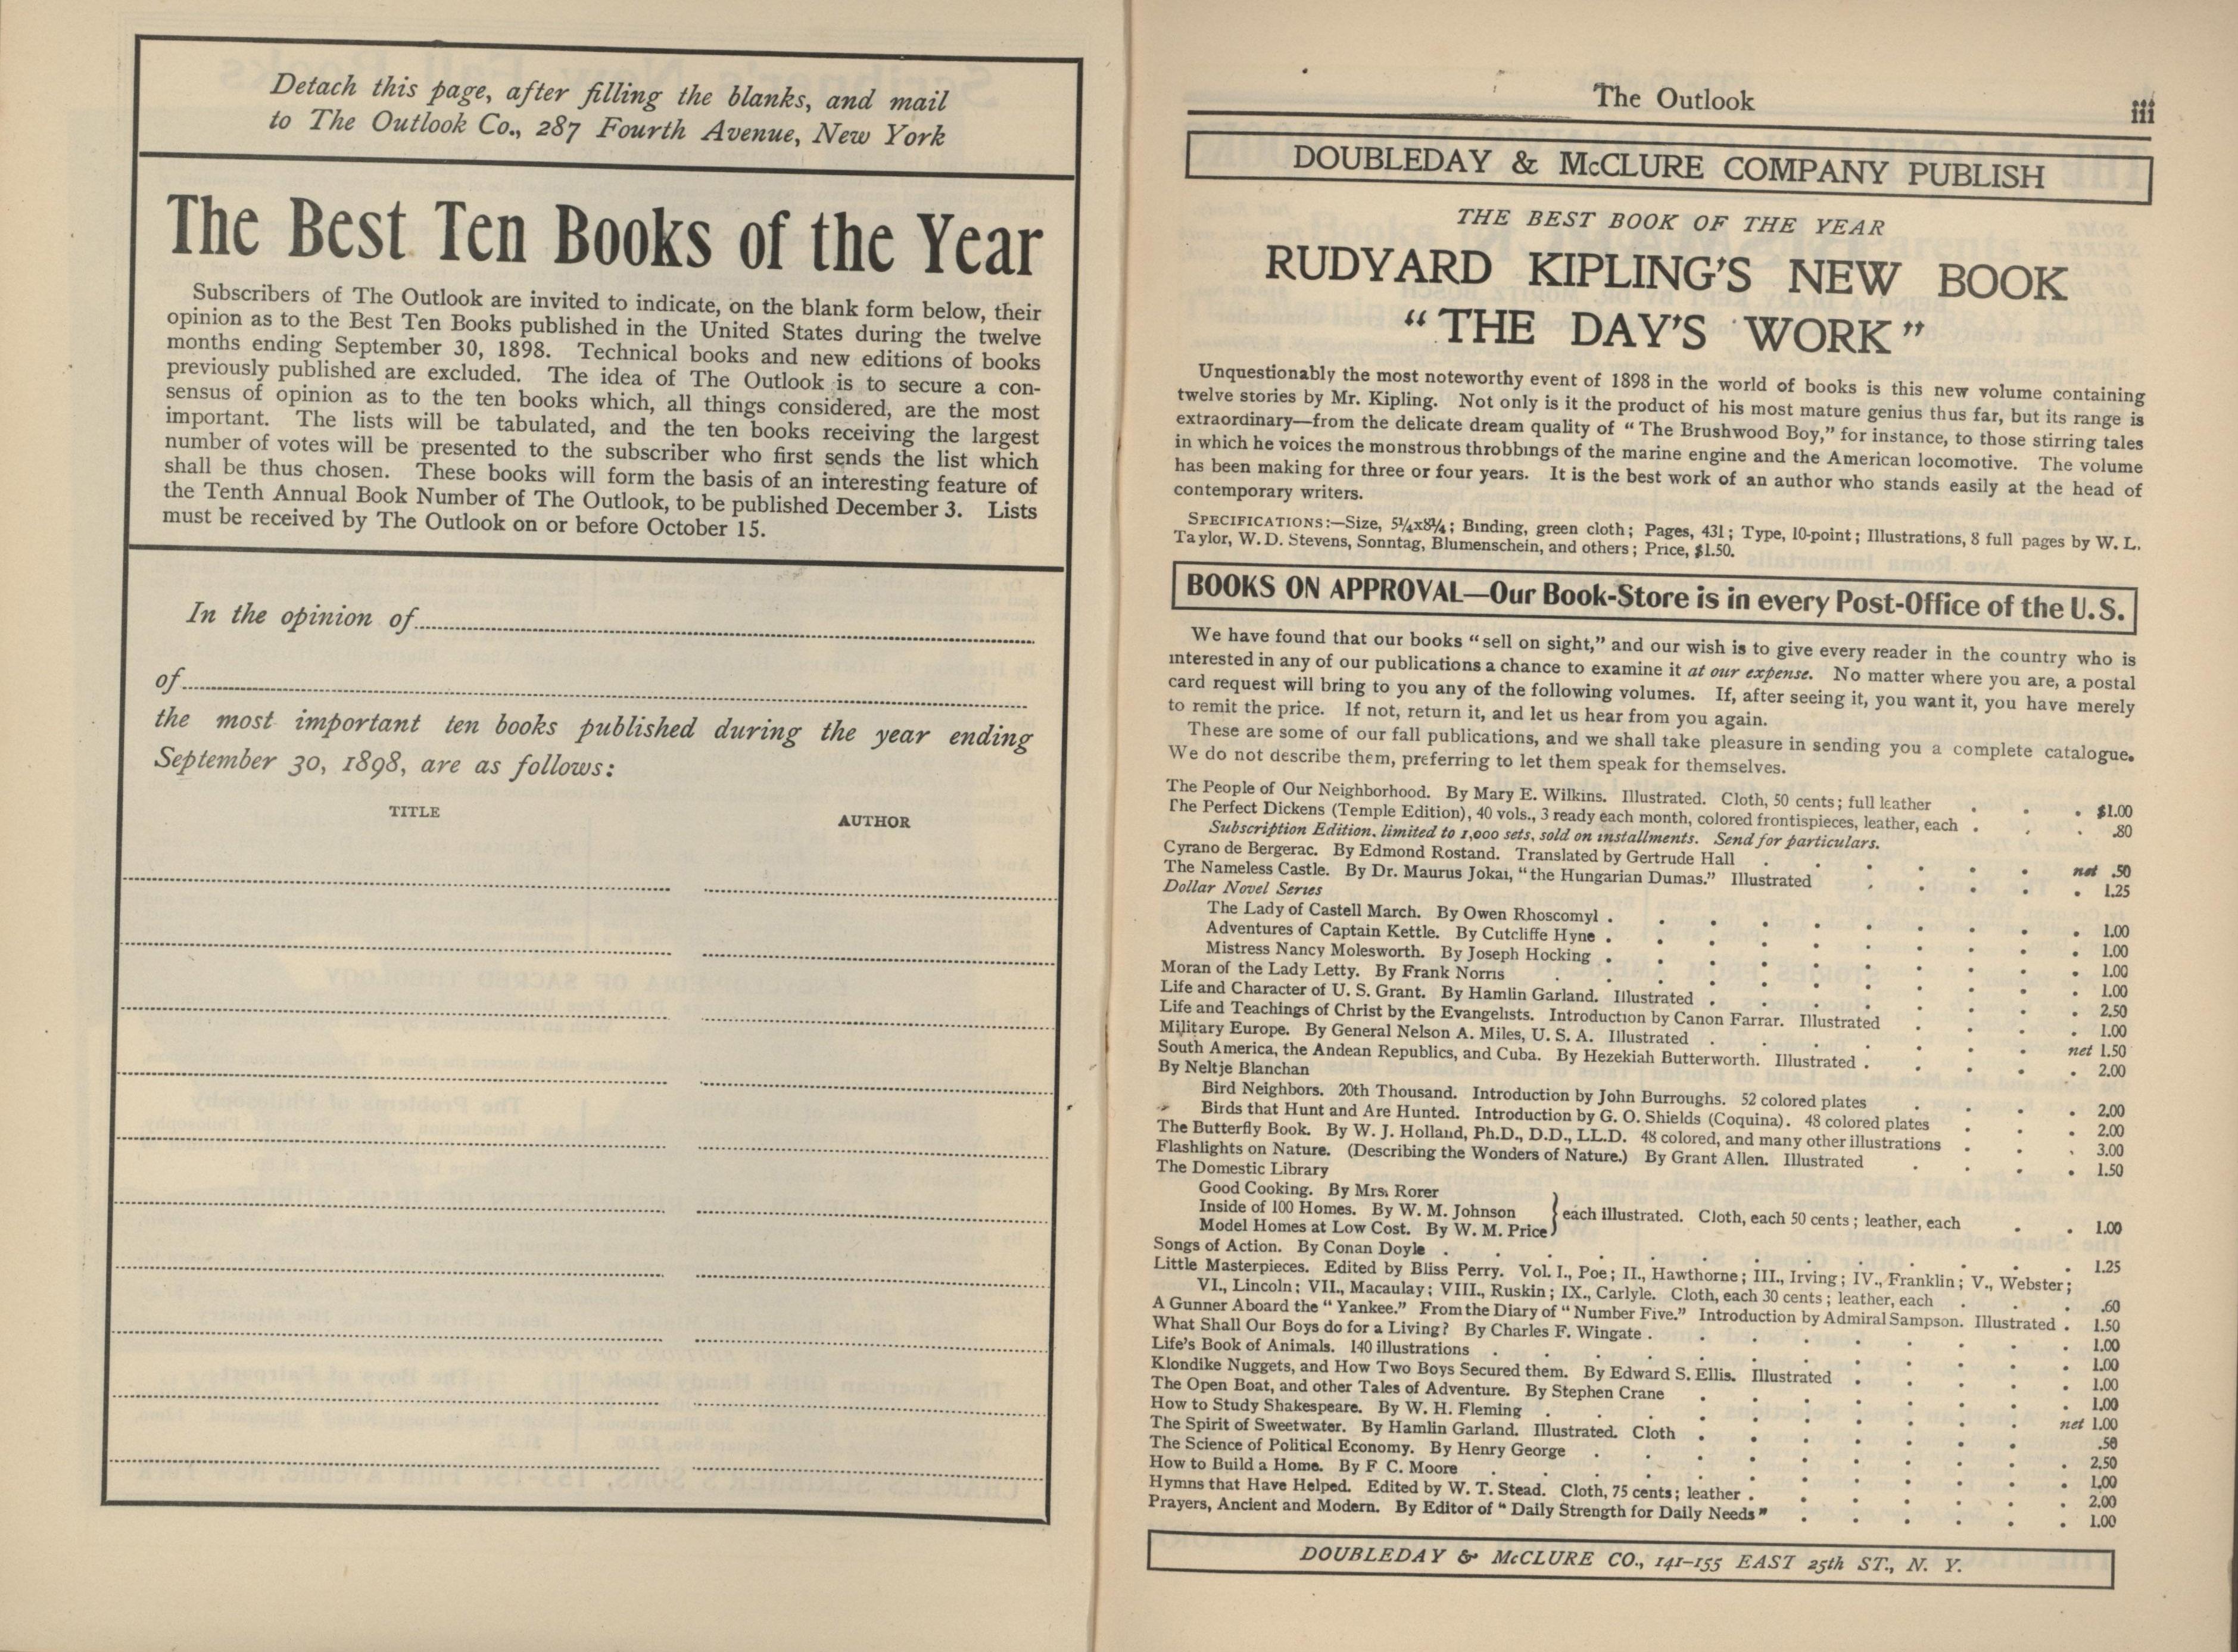 Detach this page, after filling the blanks, and mail
to The Outlook Co., 287 Fourth Avenue, New York
The Best Ten Books of the Year
Subscribers of The Outlook are invited to indicate, on the blank form below, their
opinion as to the Best Ten Books published in the United States during the twelve
months ending September 30, 1898. Technical books and new editions of books
previously published are excluded. The idea of The Outlook is to secure a con-
sensus of opinion as to the ten books which, all things considered, are the most
important. The lists will be tabulated, and the ten books receiving the largest
number of votes will be presented to the subscriber who first sends the list which
shall be thus chosen. These books will form the basis of an interesting feature of
the Tenth Annual Book Number of The Outlook, to be published December 3. Lists
must be received by The Outlook on or before October 15.
In the opinion of
of
the most important ten books published during the year ending
September 30, 1898, are as follows:
TITLE AUTHOR
The Outlook iii
DOUBLEDAY & McCLURE COMPANY PUBLISH
THE BEST BOOK OF THE YEAR
RUDYARD KIPLING'S NEW BOOK
"THE DAY'S WORK"
Unquestionably the most noteworthy event of 1898 in the world of books is this new volume containing
twelve stories by Mr. Kipling. Not only is it the product of his most mature genius thus far, but its range is
extraordinary—from the delicate dream quality of "The Brushwood Boy," for instance, to those stirring tales
in which he voices the monstrous throbbings of the marine engine and the American locomotive. The volume
has been making for three or four years. It is the best work of an author who stands easily at the head of
contemporary writers.
SPECIFICATIONS:—Size, 5¼x8¼; Binding, green cloth; Pages, 431; Type, 10-point; Illustrations, 8 full pages by W. L.
Taylor, W. D. Stevens, Sonntag, Blumenschein, and others; Price, $1.50.
BOOKS ON APPROVAL—Our Book-Store is in every Post-Office of the U.S.
We have found that our books "sell on sight," and our wish is to give every reader in the country who is
interested in any of our publications a chance to examine it at our expense. No matter where you are, a postal
card request will bring to you any of the following volumes. If, after seeing it, you want it, you have merely
to remit the price. If not, return it, and let us hear from you again.
These are some of our fall publications, and we shall take pleasure in sending you a complete catalogue.
We do not describe them, preferring to let them speak for themselves.
The People of Our Neighborhood. By Mary E. Wilkins. Illustrated. Cloth, 50 cents; full leather . . . $1.00
The Perfect Dickens (Temple Edition), 40 vols., 3 ready each month, colored frontispieces, leather, each . . . .80
Subscription Edition, limited to 1,000 sets, sold on installments. Send for particulars.
Cyrano de Bergerac. By Edmond Rostand. Translated by Gertrude Hall . . . . . . net .50
The Nameless Castle. By Dr. Maurus Jokai, "the Hungarian Dumas." Illustrated . . . . . 1.25
Dollar Novel Series
The Lady of Castell March. By Owen Rhoscomyl . . . . . . . . . . 1.00
Adventures of Captain Kettle. By Cutcliffe Hyne . . . . . . . . . . 1.00
Mistress Nancy Molesworth. By Joseph Hocking . . . . . . . . . . 1.00
Moran of the Lady Letty. By Frank Norris . . . . . . . . . . . 1.00
Life and Character of U. S. Grant. By Hamlin Garland. Illustrated . . . . . . . . 2.50
Life and Teachings of Christ by the Evangelists. Introduction by Canon Farrar. Illustrated . . . . 1.00
Military Europe. By General Nelson A. Miles, U. S. A. Illustrated . . . . . . . net 1.50
South America, the Andean Republics, and Cuba. By Hezekiah Butterworth. Illustrated . . . . . 2.00
By Neltje Blanchan
Bird Neighbors. 20th Thousand. Introduction by John Burroughs. 52 colored plates . . . . 2.00
Birds that Hunt and Are Hunted. Introduction by G. O. Shields (Coquina). 48 colored plates . . . 2.00
The Butterfly Book. By W. J. Holland, Ph.D., D.D., LL.D. 48 colored, and many other illustrations . . . 3.00
Flashlights on Nature. (Describing the Wonders of Nature.) By Grant Allen. Illustrated . . . . 1.50
The Domestic Library
Good Cooking. By Mrs. Rorer
Inside of 100 Homes. By W. M. Johnson } each illustrated. Cloth, each 50 cents; leather, each . . 1.00
Model Homes at Low Cost. By W. M. Price
Songs of Action. By Conan Doyle . . . . . . . . . . . . . 1.25
Little Masterpieces. Edited by Bliss Perry. Vol. I., Poe; II., Hawthorne; III., Irving; IV., Franklin; V., Webster;
VI., Lincoln; VII., Macaulay; VIII., Ruskin; IX., Carlyle. Cloth, each 30 cents; leather, each . . . .60
A Gunner Aboard the "Yankee." From the Diary of "Number Five." Introduction by Admiral Sampson. Illustrated . 1.50
What Shall Our Boys do for a Living? By Charles F. Wingate . . . . . . . . . 1.00
Life's Book of Animals. 140 illustrations . . . . . . . . . . . . 1.00
Klondike Nuggets, and How Two Boys Secured them. By Edward S. Ellis. Illustrated . . . . . 1.00
The Open Boat, and other Tales of Adventure. By Stephen Crane . . . . . . . . 1.00
How to Study Shakespeare. By W. H. Fleming . . . . . . . . . . net 1.00
The Spirit of Sweetwater. By Hamlin Garland. Illustrated. Cloth . . . . . . . .50
The Science of Political Economy. By Henry George . . . . . . . . . . 2.50
How to Build a Home. By F. C. Moore . . . . . . . . . . . . 1.00
Hymns that Have Helped. Edited by W. T. Stead. Cloth, 75 cents; leather . . . . . . . 2.00
Prayers, Ancient and Modern. By Editor of "Daily Strength for Daily Needs" . . . . . . 1.00
DOUBLEDAY & McCLURE CO., 141-155 EAST 25th ST., N. Y.